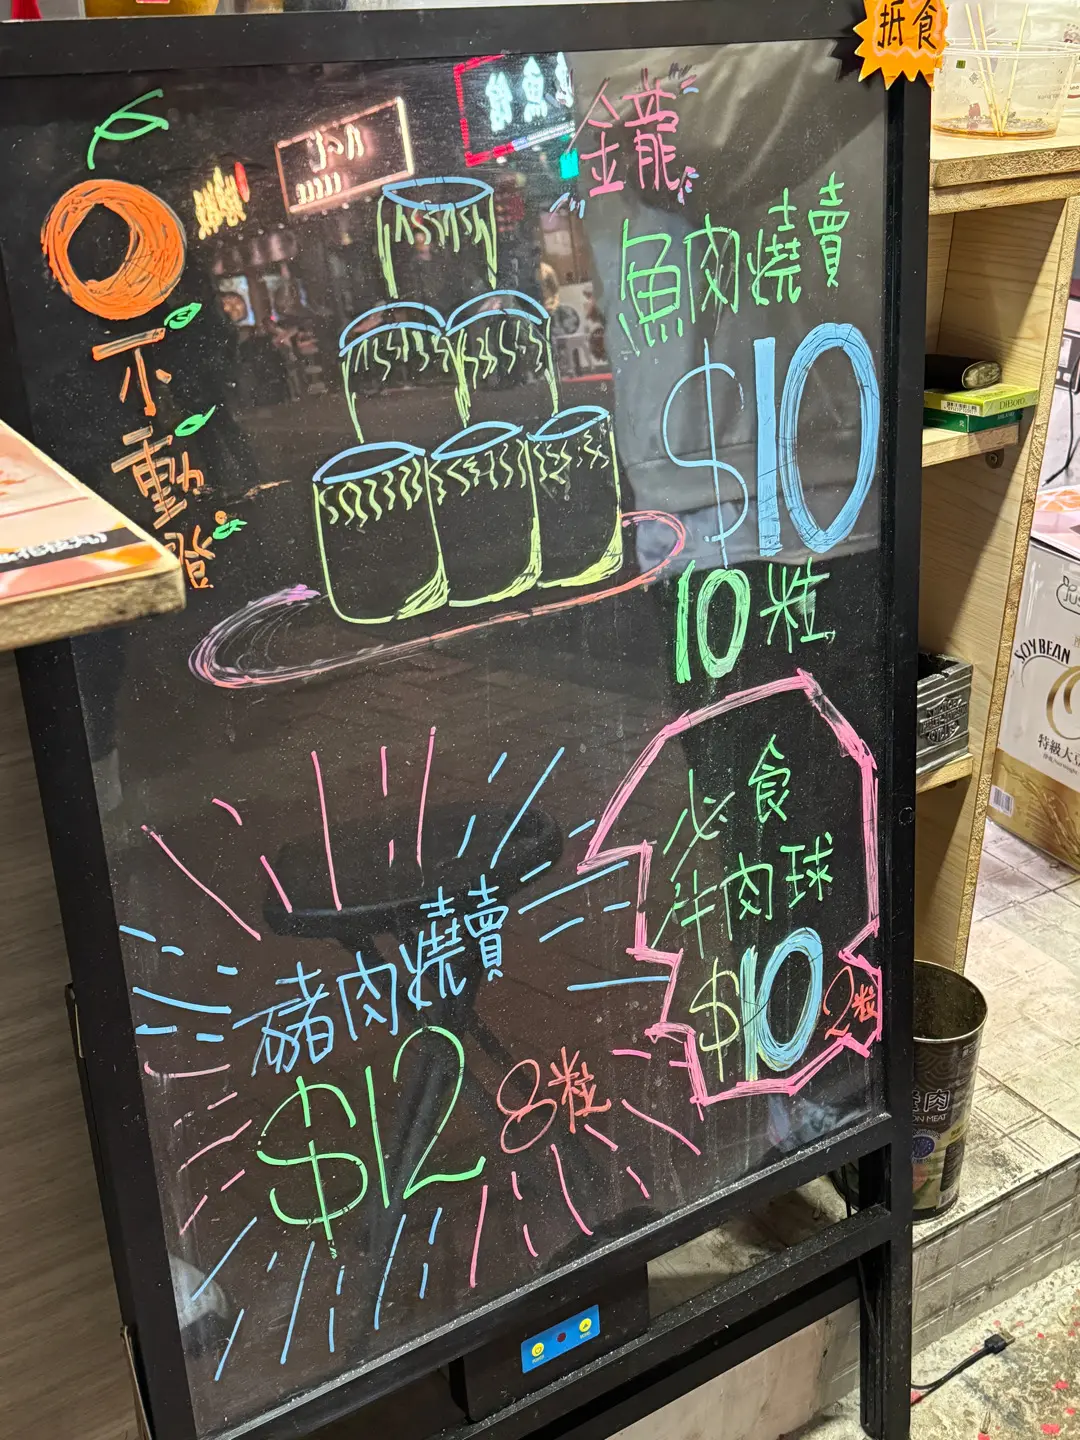 抵食
金龍
魚肉燒賣
$10
10粒
不
動
必食
牛肉球
$10 2粒
豬肉燒賣
$12 8粒
SOYBEAN